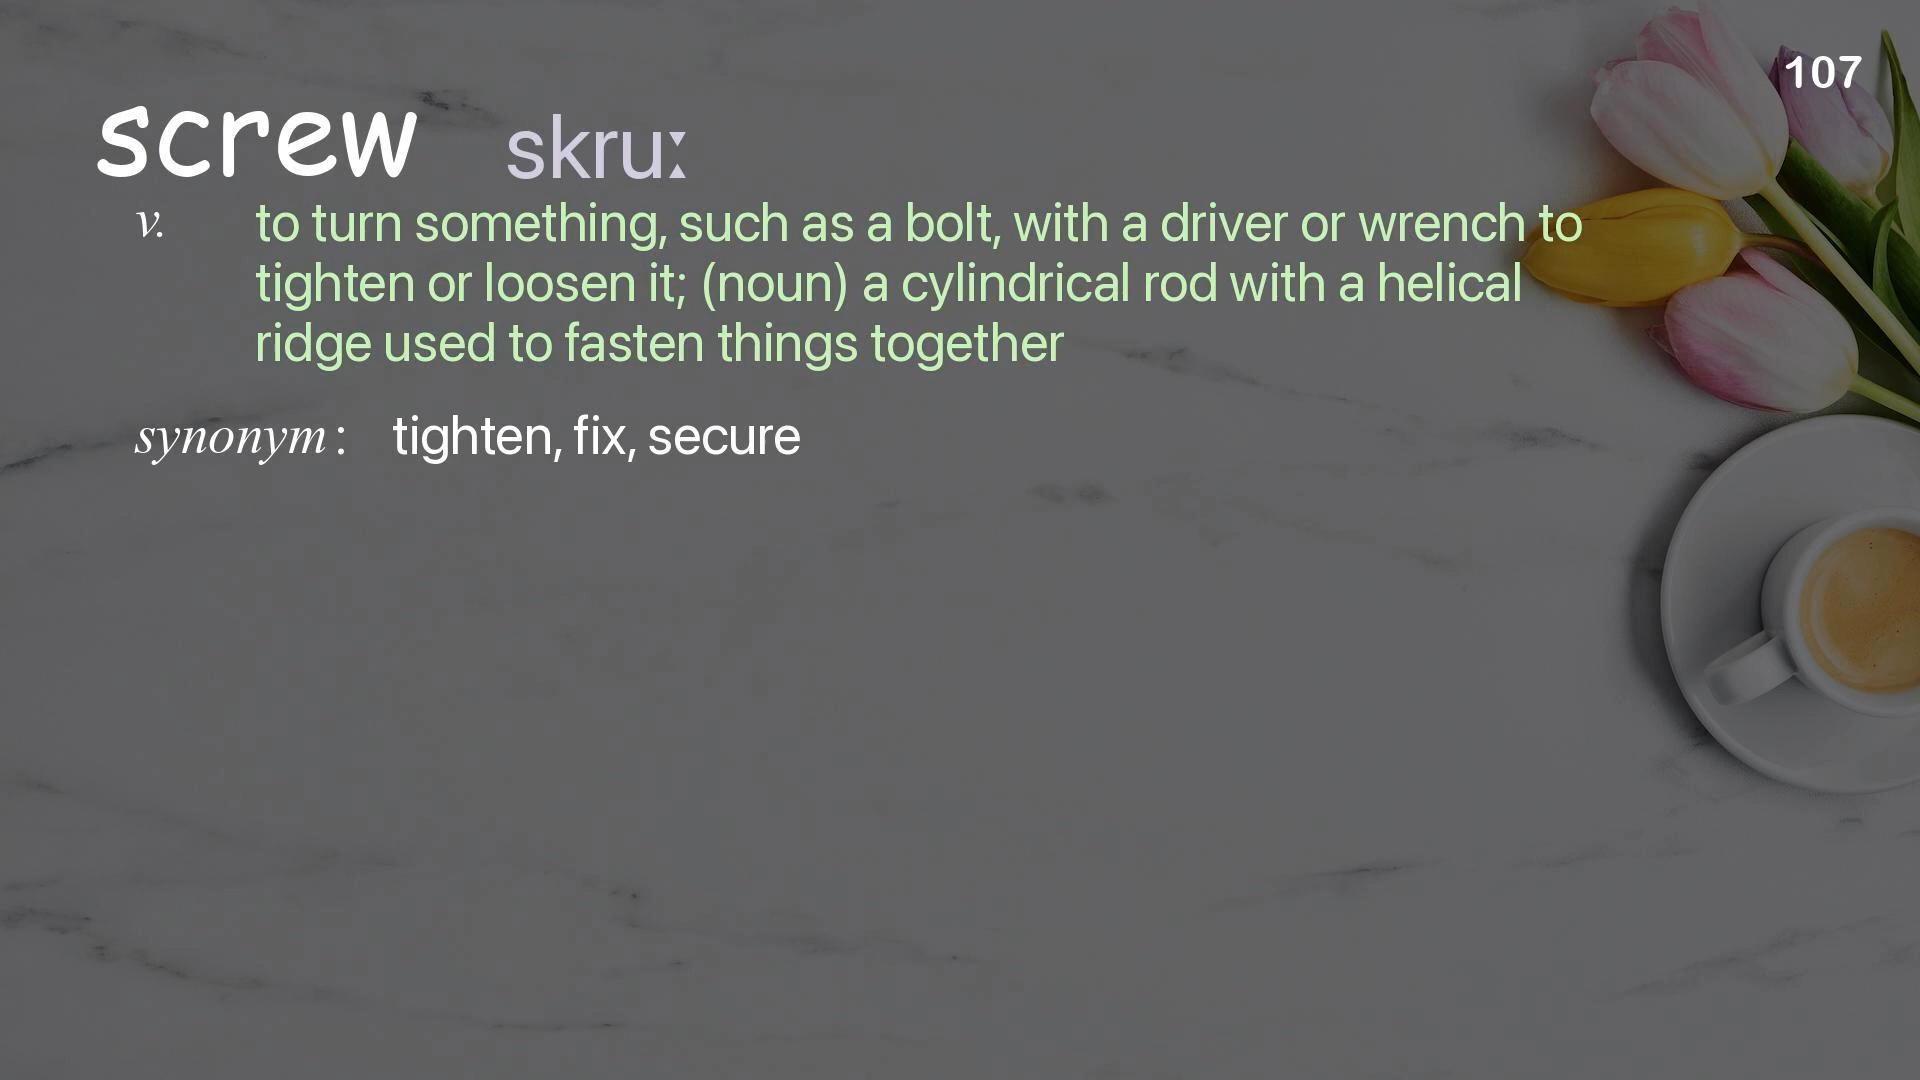 107
screw skruː
v. to turn something, such as a bolt, with a driver or wrench to
tighten or loosen it; (noun) a cylindrical rod with a helical
ridge used to fasten things together
synonym : tighten, fix, secure